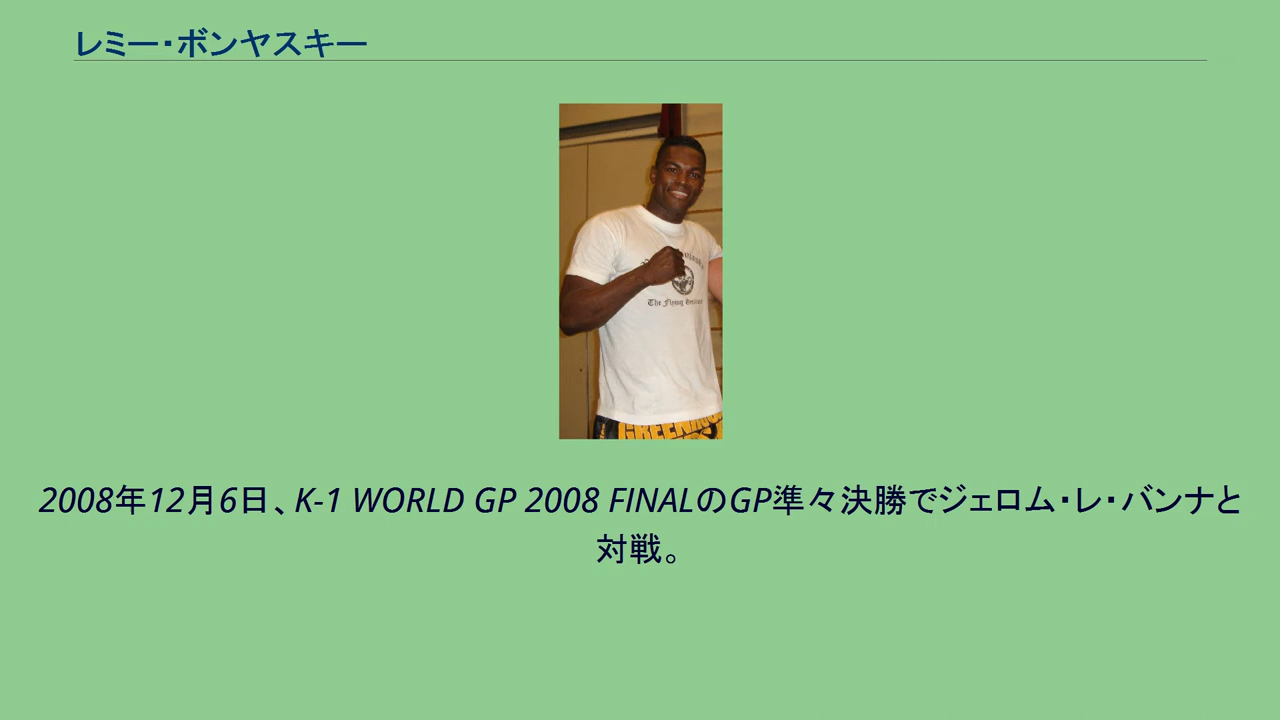 レミー・ボンヤスキー
The Flying
2008年12月6日、K-1 WORLD GP 2008 FINALのGP準々決勝でジェロム・レ・バンナと
対戦。